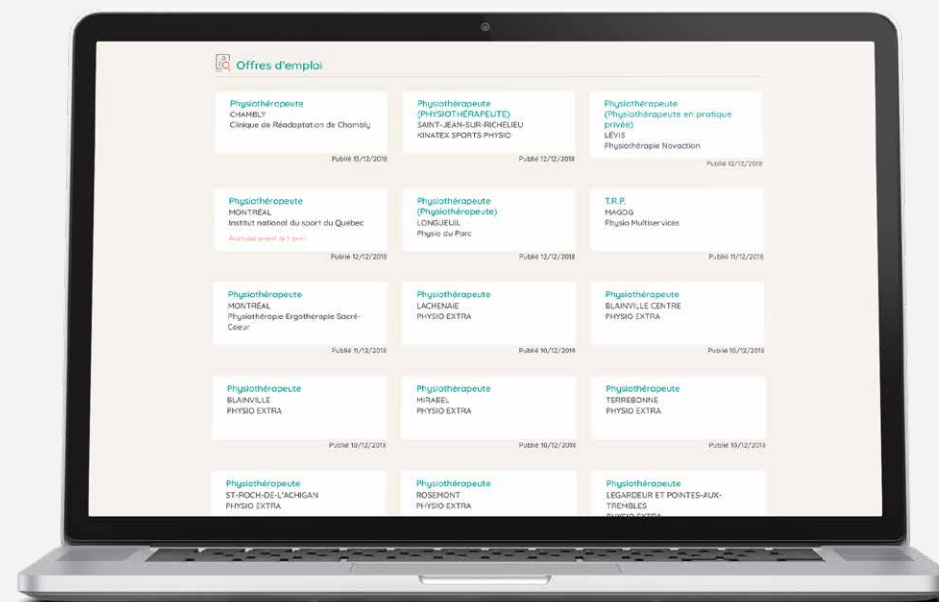 Offres d'emploi
Physiothérapeute
CHAMBLY
Clinique de Réadaptation de Chambly
Publié 13/12/2018
Physiothérapeute
(PHYSIOTHÉRAPEUTE)
SAINT-JEAN-SUR-RICHELIEU
KINATEX SPORTS PHYSIO
Publié 12/12/2018
Physiothérapeute
(Physiothérapeute en pratique
privée)
LÉVIS
Physiothérapie Novaction
Publié 12/12/2018
Physiothérapeute
MONTRÉAL
Institut national du sport du Québec
Publié 12/12/2018
Physiothérapeute
(Physiothérapeute)
LONGUEUIL
Physio du Parc
Publié 12/12/2018
T.R.P.
MAGOG
Physio Multiservices
Publié 11/12/2018
Physiothérapeute
MONTRÉAL
Physiothérapie Ergothérapie Sacré-
Coeur
Publié 11/12/2018
Physiothérapeute
LACHENAIE
PHYSIO EXTRA
Publié 10/12/2018
Physiothérapeute
BLAINVILLE CENTRE
PHYSIO EXTRA
Publié 10/12/2018
Physiothérapeute
BLAINVILLE
PHYSIO EXTRA
Publié 10/12/2018
Physiothérapeute
MIRABEL
PHYSIO EXTRA
Publié 10/12/2018
Physiothérapeute
TERREBONNE
PHYSIO EXTRA
Publié 10/12/2018
Physiothérapeute
ST-ROCH-DE-L'ACHIGAN
PHYSIO EXTRA
Physiothérapeute
ROSEMONT
PHYSIO EXTRA
Physiothérapeute
LEGARDEUR ET POINTES-AUX-
TREMBLES
PHYSIO EXTRA